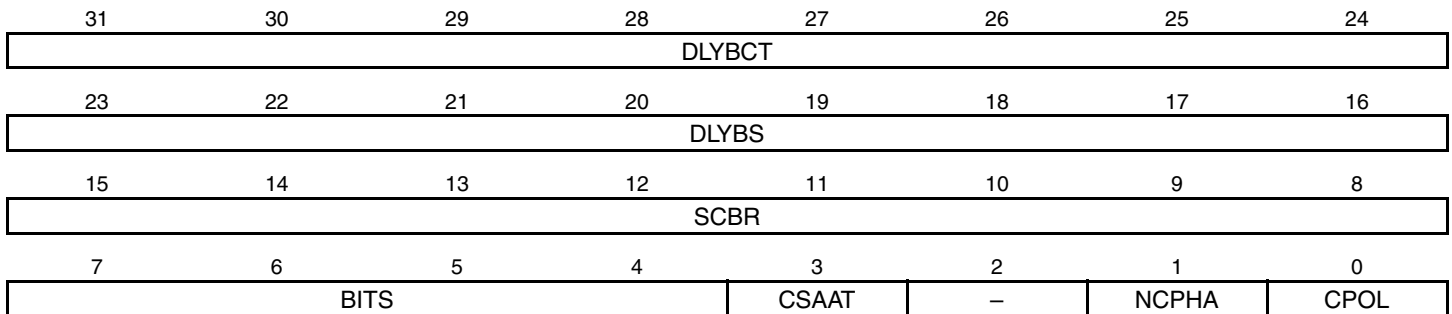 31 30 29 28 27 26 25 24
DLYBCT
23 22 21 20 19 18 17 16
DLYBS
15 14 13 12 11 10 9 8
SCBR
7 6 5 4 3 2 1 0
BITS CSAAT – NCPHA CPOL